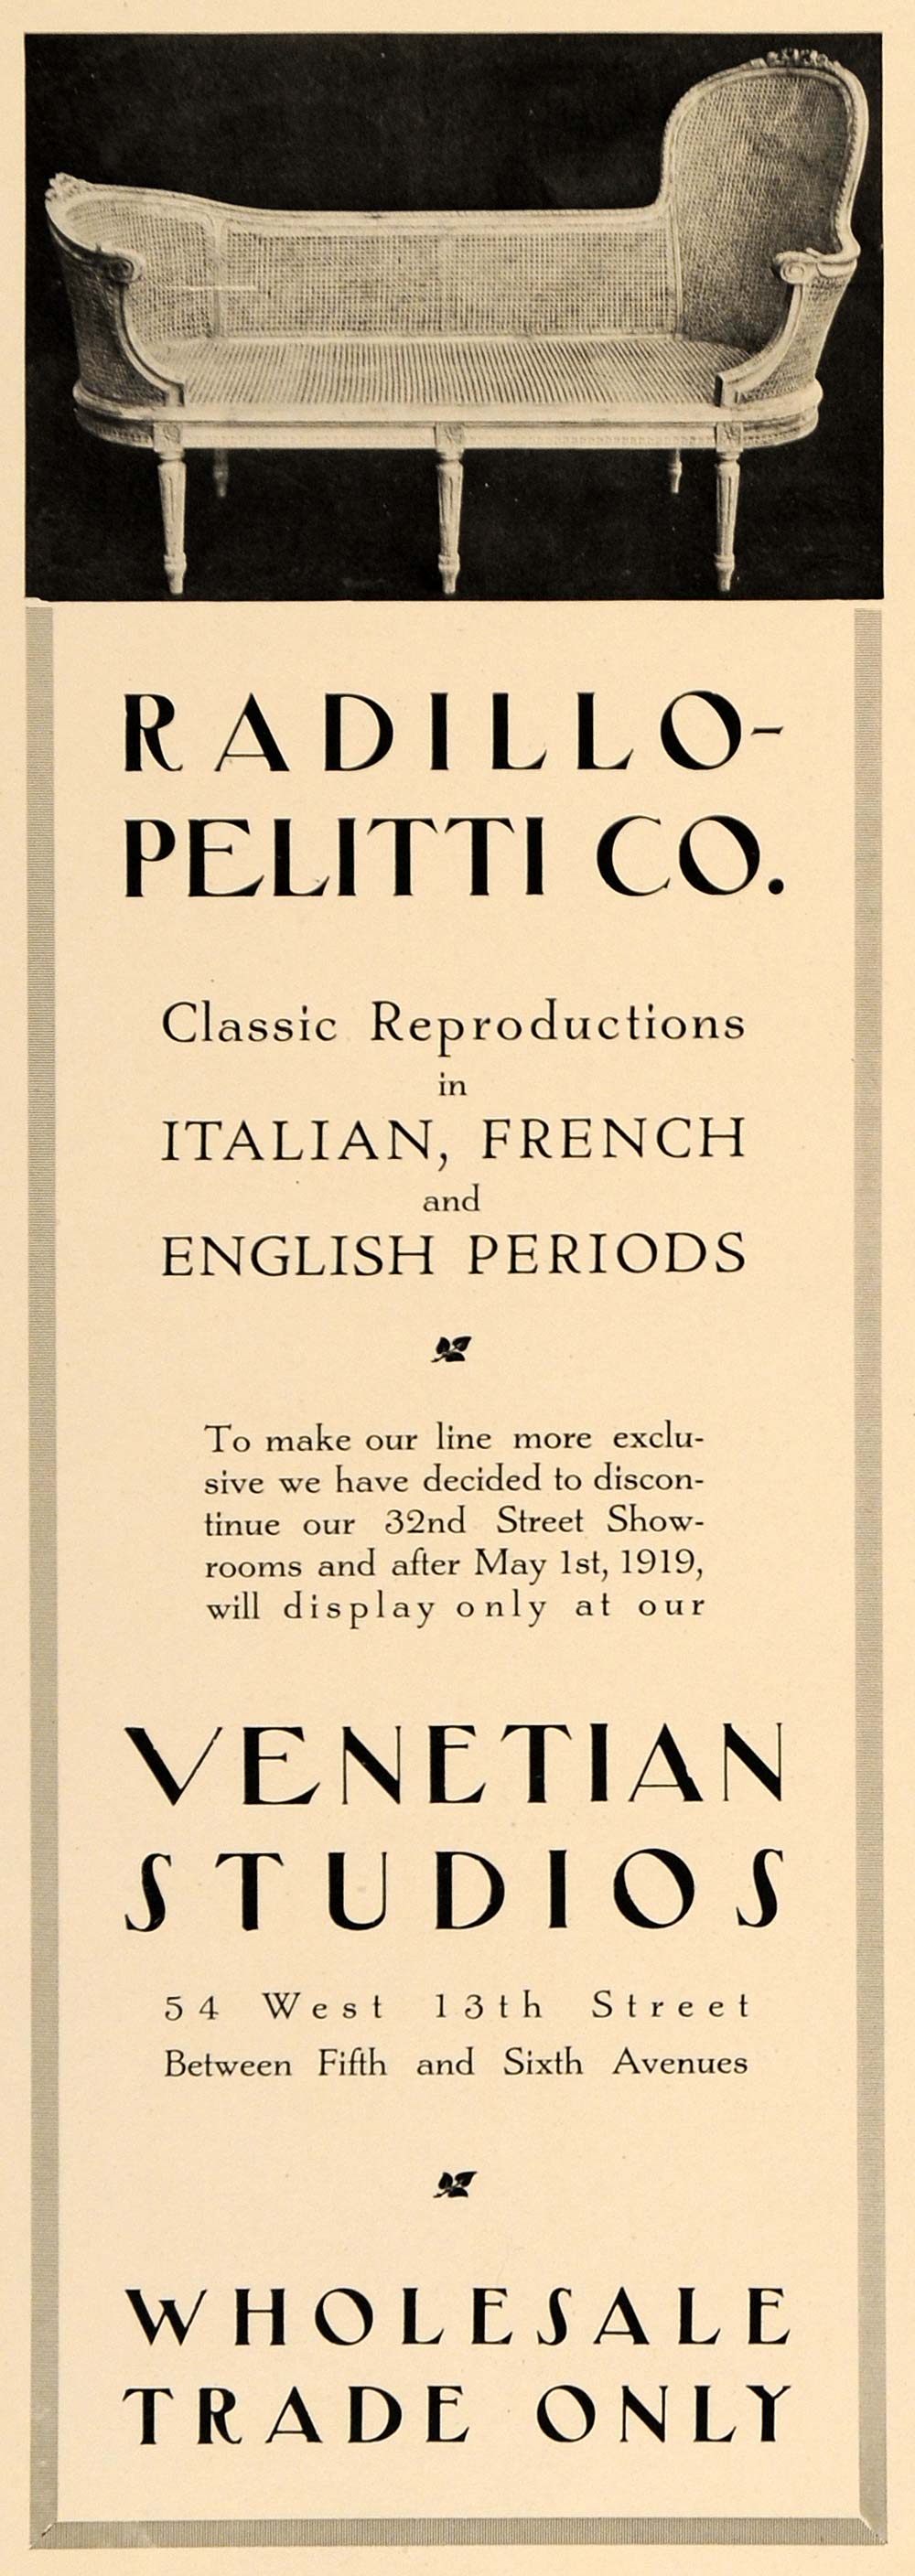 RADILLO-
PELITTI CO.
Classic Reproductions
in
ITALIAN, FRENCH
and
ENGLISH PERIODS
To make our line more exclu-
sive we have decided to discon-
tinue our 32nd Street Show-
rooms and after May 1st, 1919,
will display only at our
VENETIAN
STUDIOS
54 West 13th Street
Between Fifth and Sixth Avenues
WHOLESALE
TRADE ONLY